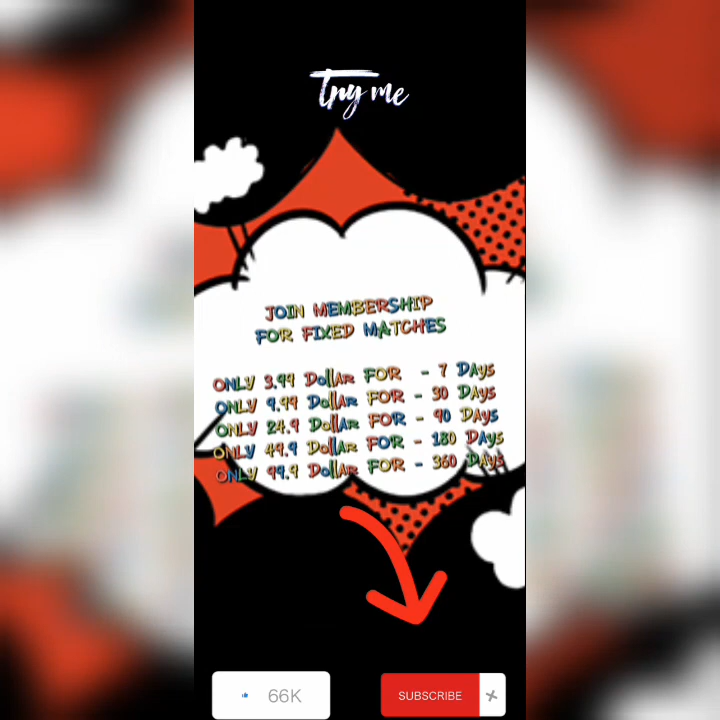 Try me
JOIN MEMBERSHIP
FOR FIXED MATCHES
ONLY 3.99 Dollar FOR - 7 Days
ONLY 9.99 Dollar FOR - 30 Days
ONLY 24.9 Dollar FOR - 90 Days
ONLY 49.9 Dollar FOR - 180 Days
ONLY 99.9 Dollar FOR - 360 Days
66K
SUBSCRIBE